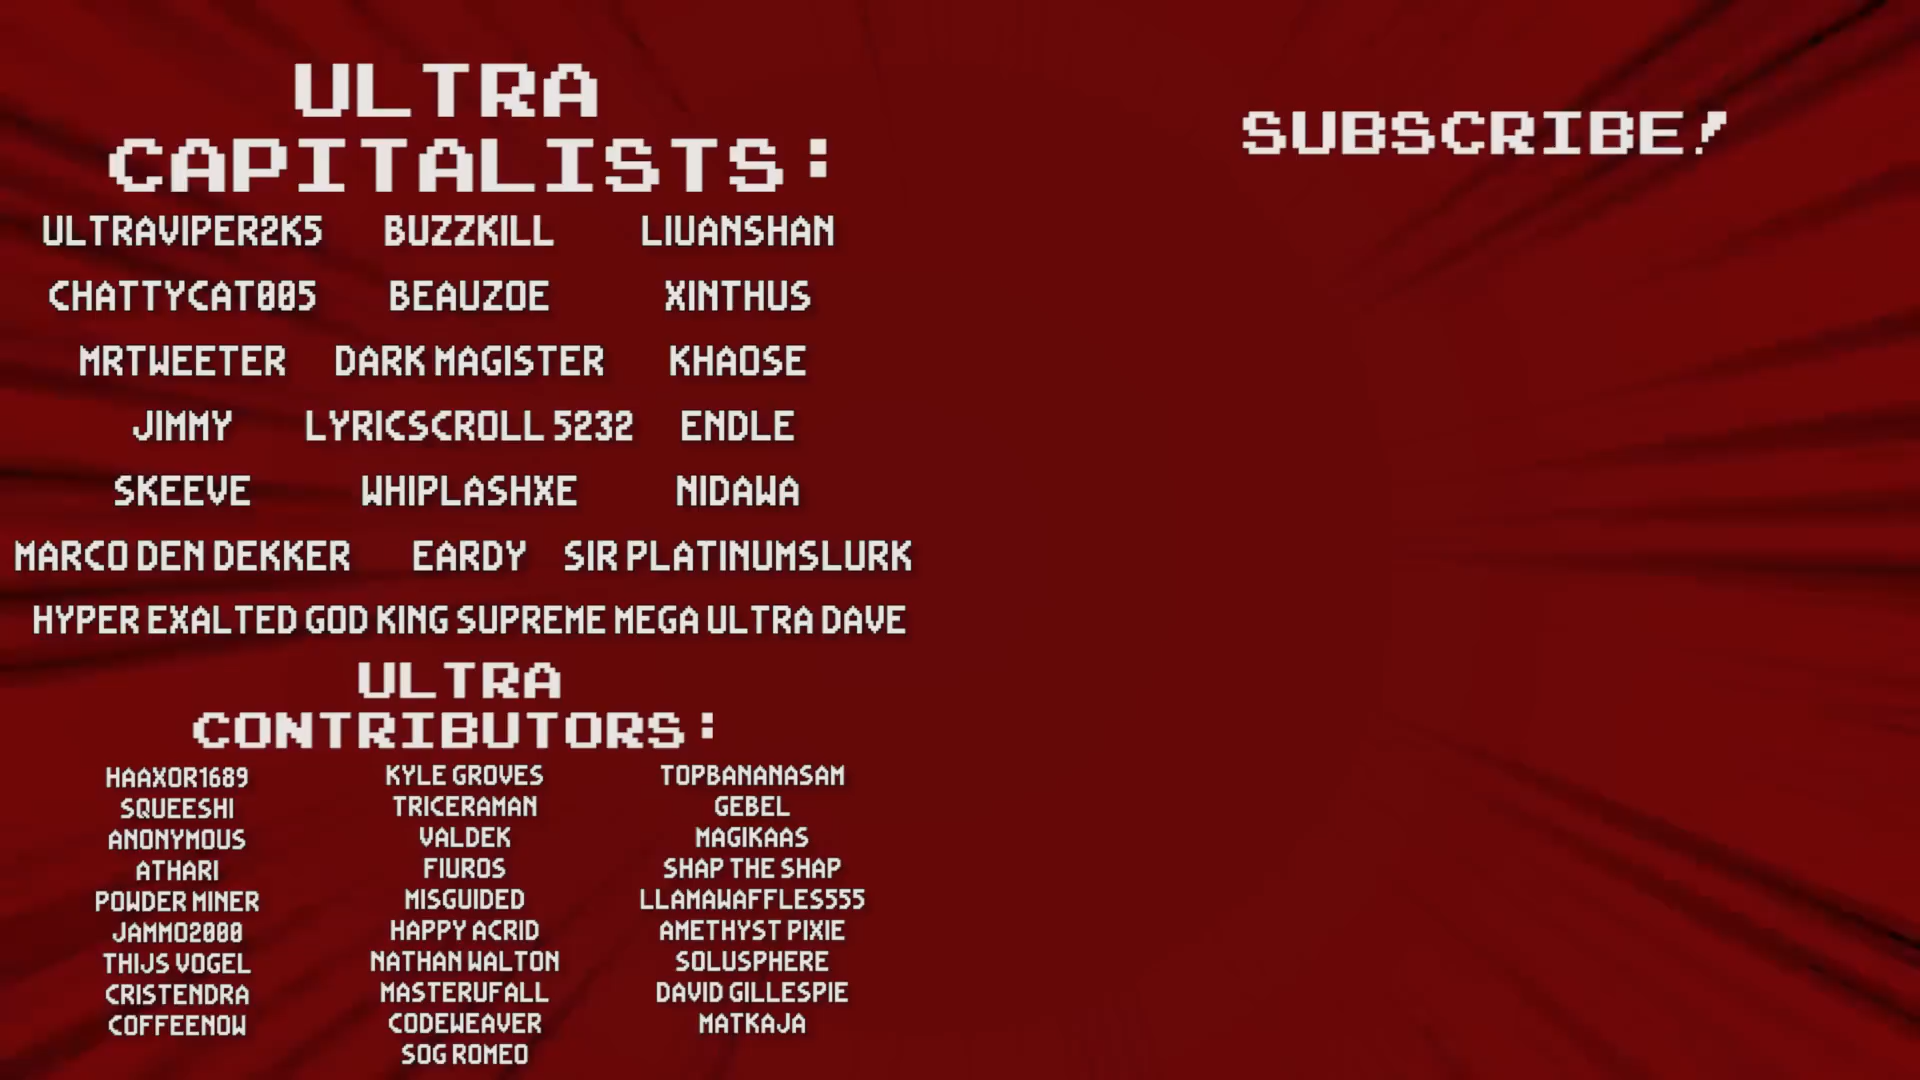 ULTRA
CAPITALISTS:
SUBSCRIBE!
ULTRAVIPER2K5 BUZZKILL LIUANSHAN
CHATTYCAT005 BEAUZOE XINTHUS
MRTWEETER DARK MAGISTER KHAOSE
JIMMY LYRICSCROLL 5232 ENDLE
SKEEVE WHIPLASHXE NIDAWA
MARCO DEN DEKKER EARDY SIR PLATINUMSLURK
HYPER EXALTED GOD KING SUPREME MEGA ULTRA DAVE
ULTRA
CONTRIBUTORS:
HAAXOR1689 KYLE GROVES TOPBANANASAM
SQUEESHI TRICERAMAN GEBEL
ANONYMOUS VALDEK MAGIKAAS
ATHARI FIUROS SHAP THE SHAP
POWDER MINER MISGUIDED LLAMAWAFFLES555
JAMMO2000 HAPPY ACRID AMETHYST PIXIE
THIJS VOGEL NATHAN WALTON SOLUSPHERE
CRISTENDRA MASTERUFALL DAVID GILLESPIE
COFFEENOW CODEWEAVER MATKAJA
SOG ROMEO